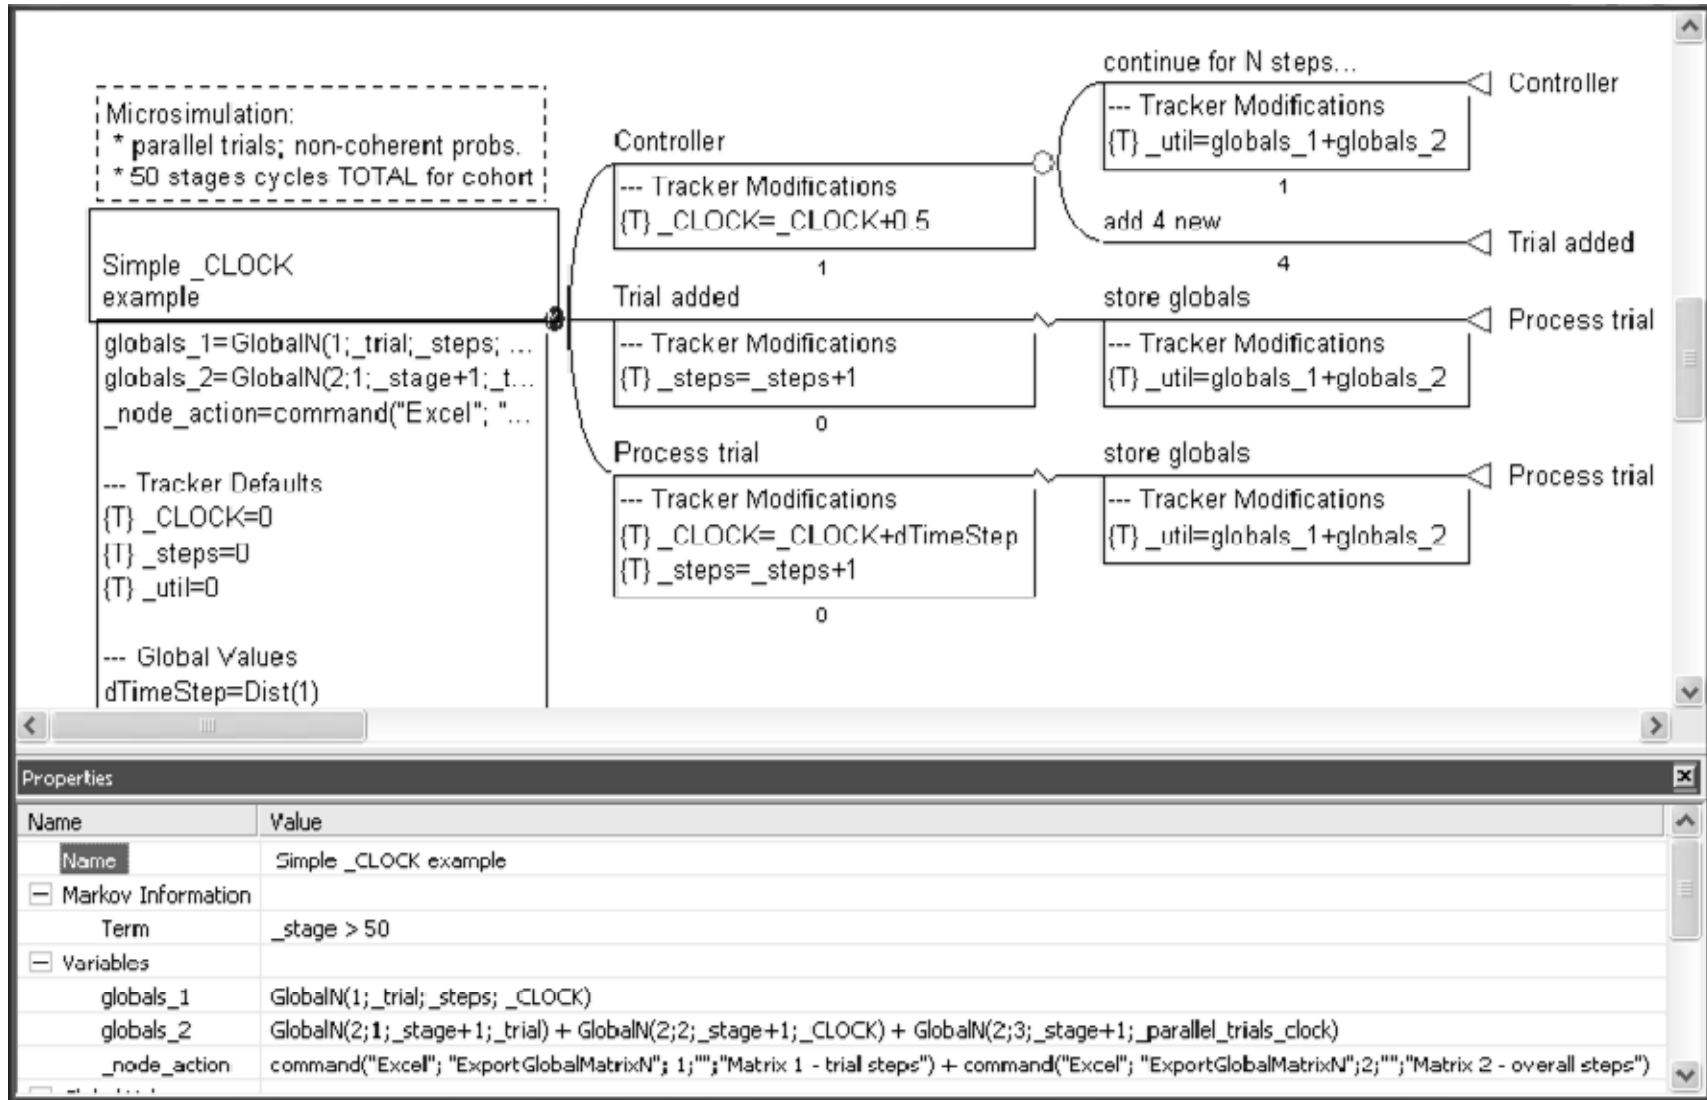 Microsimulation:
* parallel trials; non-coherent probs.
* 50 stages cycles TOTAL for cohort
Simple _CLOCK
example
globals_1=GlobalN(1;_trial;_steps; ...
globals_2=GlobalN(2;1;_stage+1;_t...
_node_action=command("Excel"; "...
--- Tracker Defaults
{T} _CLOCK=0
{T} _steps=0
{T} _util=0
--- Global Values
dTimeStep=Dist(1)
Controller
--- Tracker Modifications
{T} _CLOCK=_CLOCK+0.5
1
continue for N steps...
--- Tracker Modifications
{T} _util=globals_1+globals_2
1
Controller
add 4 new
4
Trial added
Trial added
--- Tracker Modifications
{T} _steps=_steps+1
0
store globals
--- Tracker Modifications
{T} _util=globals_1+globals_2
Process trial
Process trial
--- Tracker Modifications
{T} _CLOCK=_CLOCK+dTimeStep
{T} _steps=_steps+1
0
store globals
--- Tracker Modifications
{T} _util=globals_1+globals_2
Process trial
Properties
Name Value
Name Simple _CLOCK example
Markov Information
Term _stage > 50
Variables
globals_1 GlobalN(1;_trial;_steps; _CLOCK)
globals_2 GlobalN(2;1;_stage+1;_trial) + GlobalN(2;2;_stage+1;_CLOCK) + GlobalN(2;3;_stage+1;_parallel_trials_clock)
_node_action command("Excel"; "ExportGlobalMatrixN"; 1;"";"Matrix 1 - trial steps") + command("Excel"; "ExportGlobalMatrixN";2;"";"Matrix 2 - overall steps")